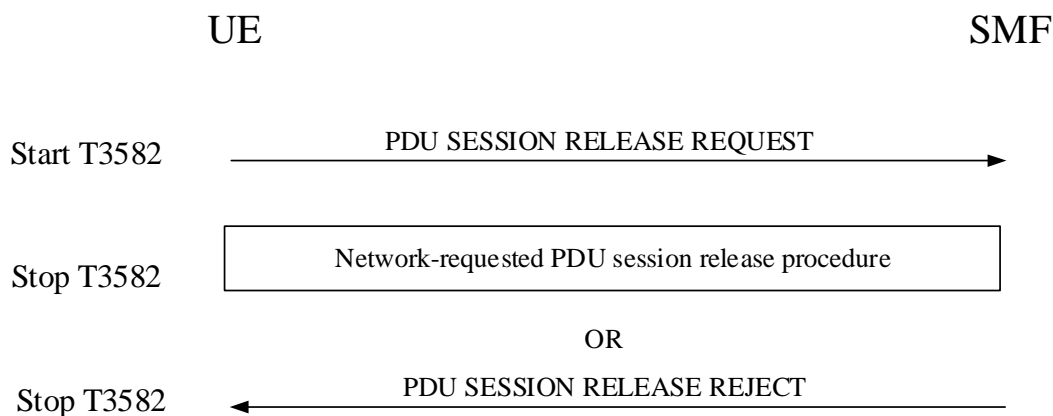 UE SMF
Start T3582 PDU SESSION RELEASE REQUEST
Stop T3582 Network-requested PDU session release procedure
OR
Stop T3582 PDU SESSION RELEASE REJECT